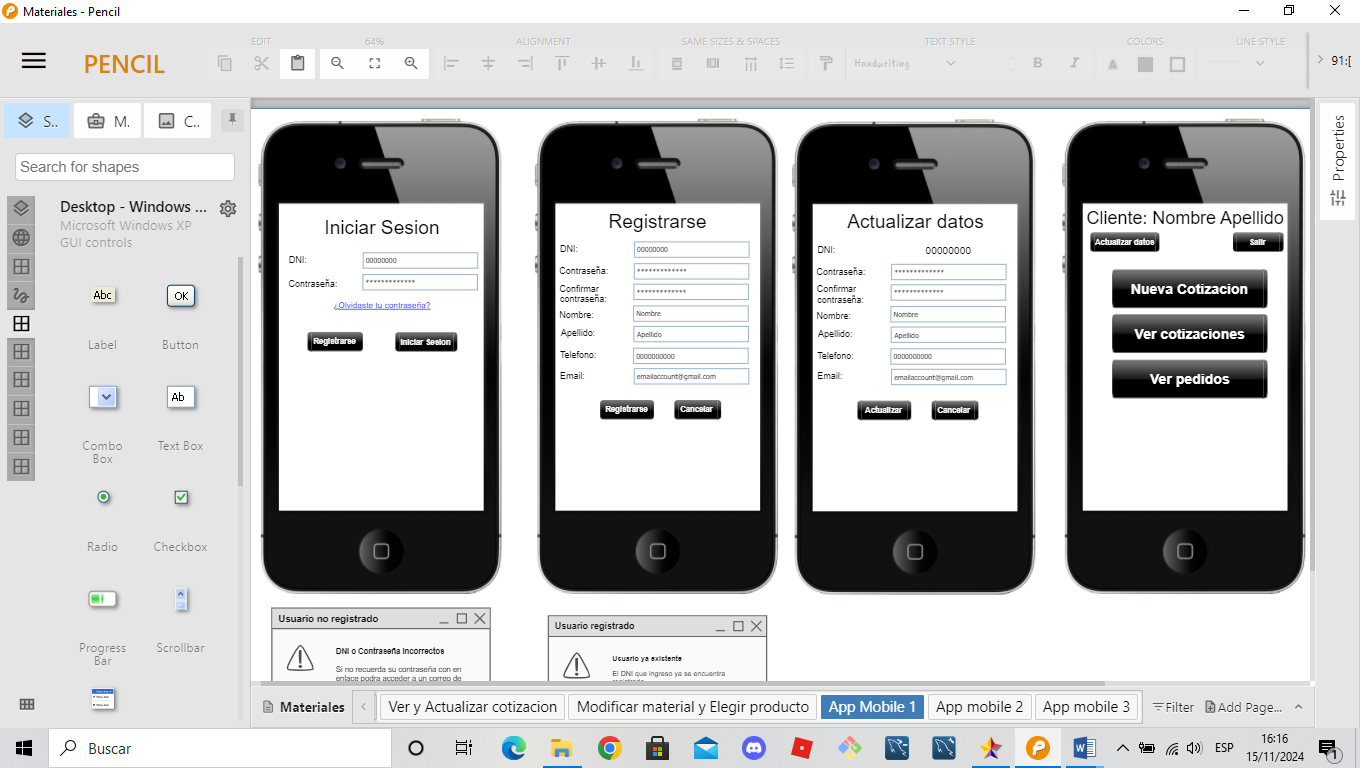 Materiales - Pencil
PENCIL
EDIT
64%
ALIGNMENT
SAME SIZES & SPACES
TEXT STYLE
COLORS
LINE STYLE
Handwriting
B I
A
91:[
S..
M.
C..
Search for shapes
Desktop - Windows ...
Microsoft Windows XP
GUI controls
Abc
OK
Label
Button
Ab
Combo
Box
Text Box
Radio
Checkbox
Progress
Bar
Scrollbar
Iniciar Sesion
DNI:
00000000
Contraseña:
*************
¿Olvidaste tu contraseña?
Registrarse
Iniciar Sesion
Registrarse
DNI:
00000000
Contraseña:
*************
Confirmar
contraseña:
*************
Nombre:
Nombre
Apellido:
Apellido
Telefono:
0000000000
Email:
emailaccount@gmail.com
Registrarse
Cancelar
Actualizar datos
DNI:
00000000
Contraseña:
*************
Confirmar
contraseña:
*************
Nombre:
Nombre
Apellido:
Apellido
Telefono:
0000000000
Email:
emailaccount@gmail.com
Actualizar
Cancelar
Cliente: Nombre Apellido
Actualizar datos
Salir
Nueva Cotizacion
Ver cotizaciones
Ver pedidos
Usuario no registrado
DNI o Contraseña incorrectos
Si no recuerda su contraseña con en
enlace podra acceder a un correo de
Usuario registrado
Usuario ya existente
El DNI que ingreso ya se encuentra
Properties
Materiales
Ver y Actualizar cotizacion
Modificar material y Elegir producto
App Mobile 1
App mobile 2
App mobile 3
Filter
Add Page...
Buscar
ESP
16:16
15/11/2024
1